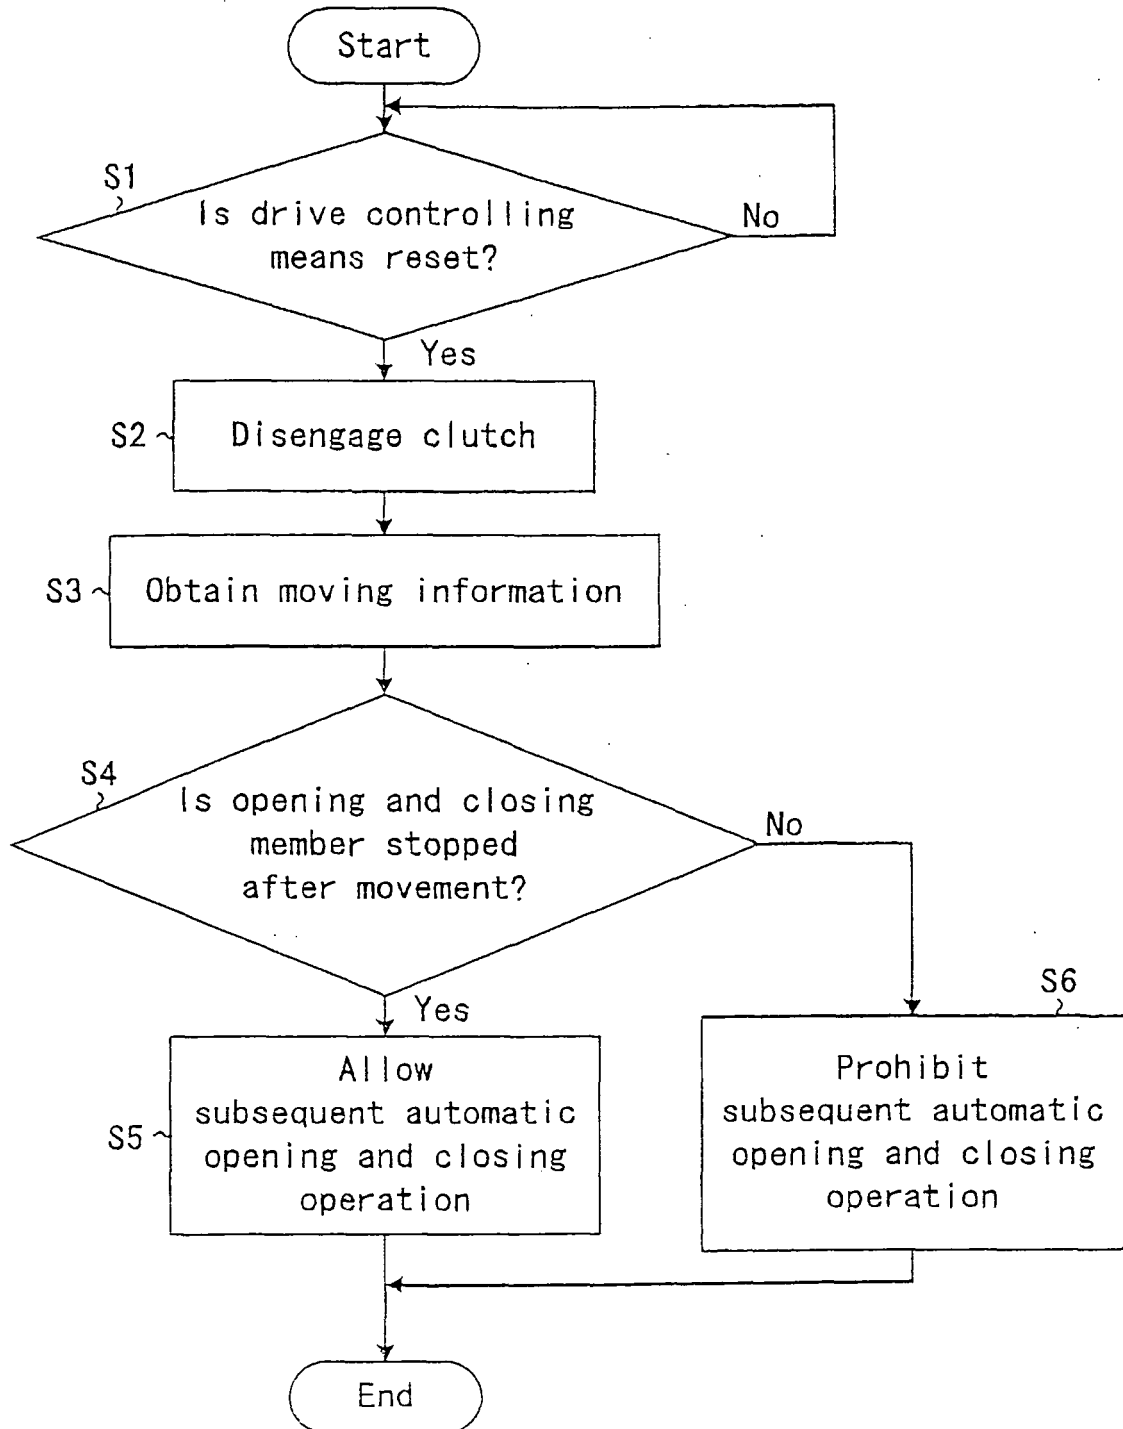 Start
S1
Is drive controlling
means reset?
No
Yes
S2
Disengage clutch
S3
Obtain moving information
S4
Is opening and closing
member stopped
after movement?
No
Yes
S5
Allow
subsequent automatic
opening and closing
operation
S6
Prohibit
subsequent automatic
opening and closing
operation
End